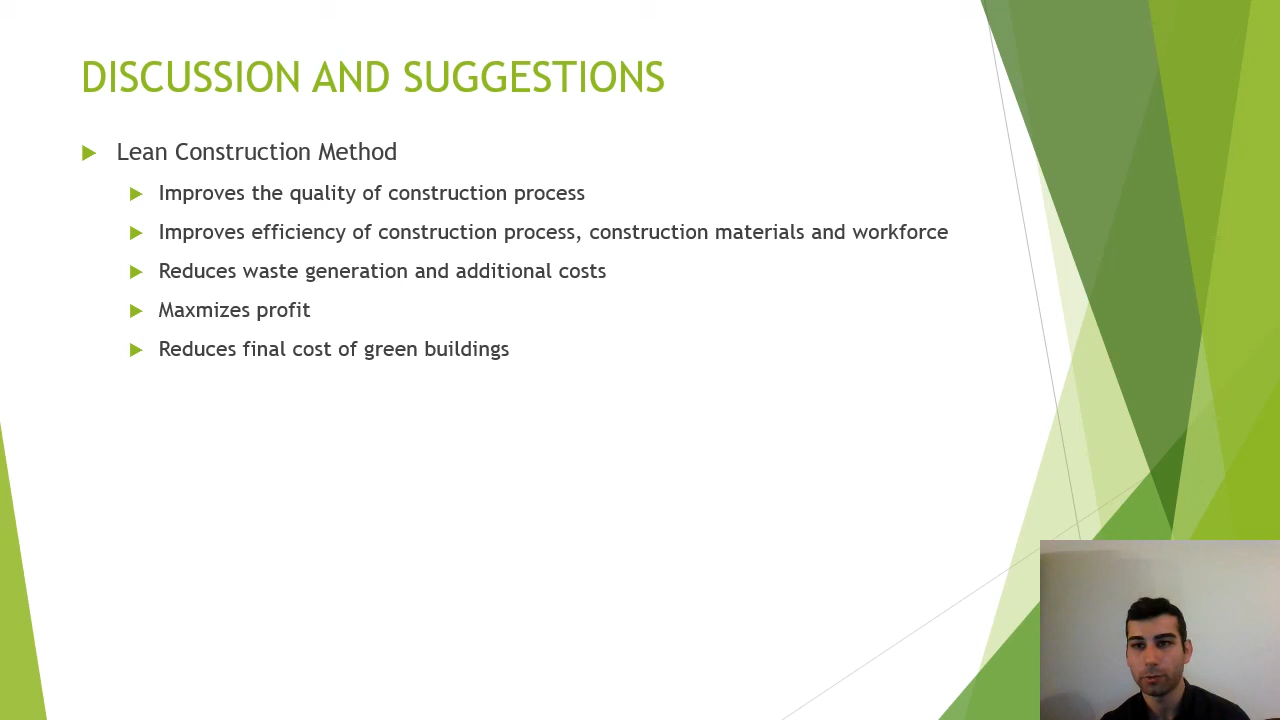 DISCUSSION AND SUGGESTIONS
Lean Construction Method
Improves the quality of construction process
Improves efficiency of construction process, construction materials and workforce
Reduces waste generation and additional costs
Maxmizes profit
Reduces final cost of green buildings